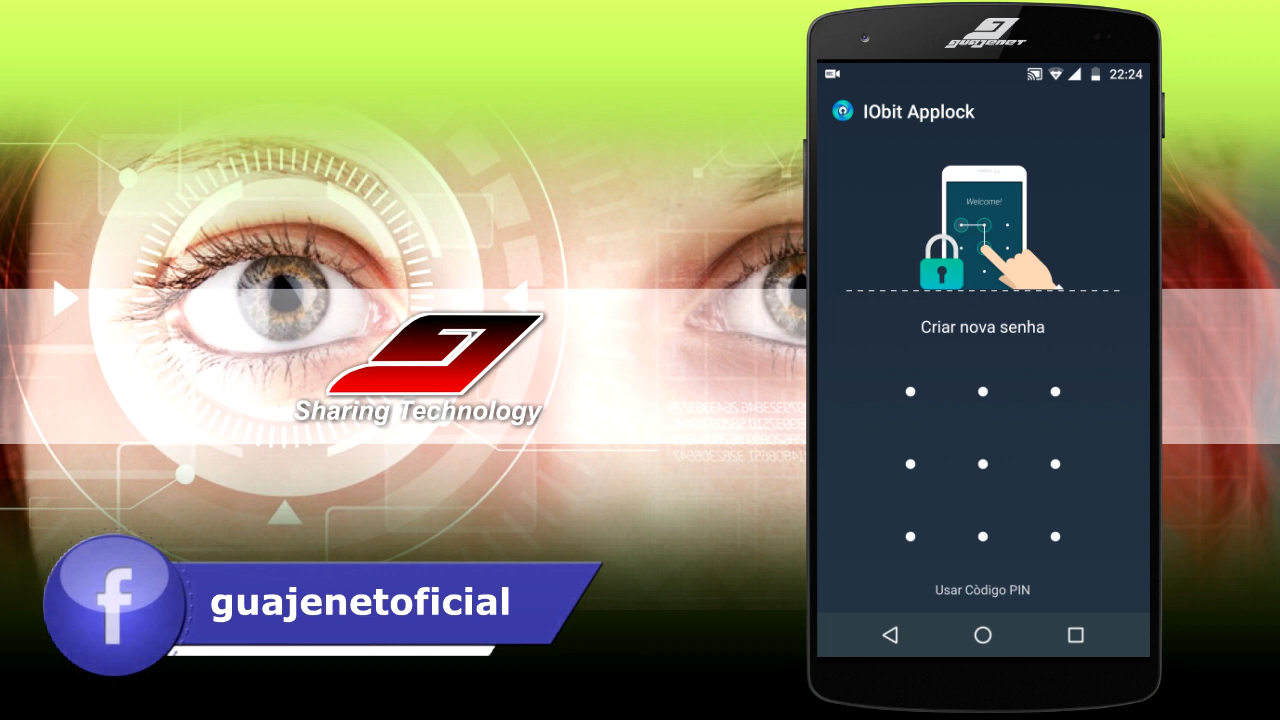 guajenet
22:24
IObit Applock
Welcome!
Criar nova senha
Sharing Technology
f
guajenetoficial
Usar Còdigo PIN